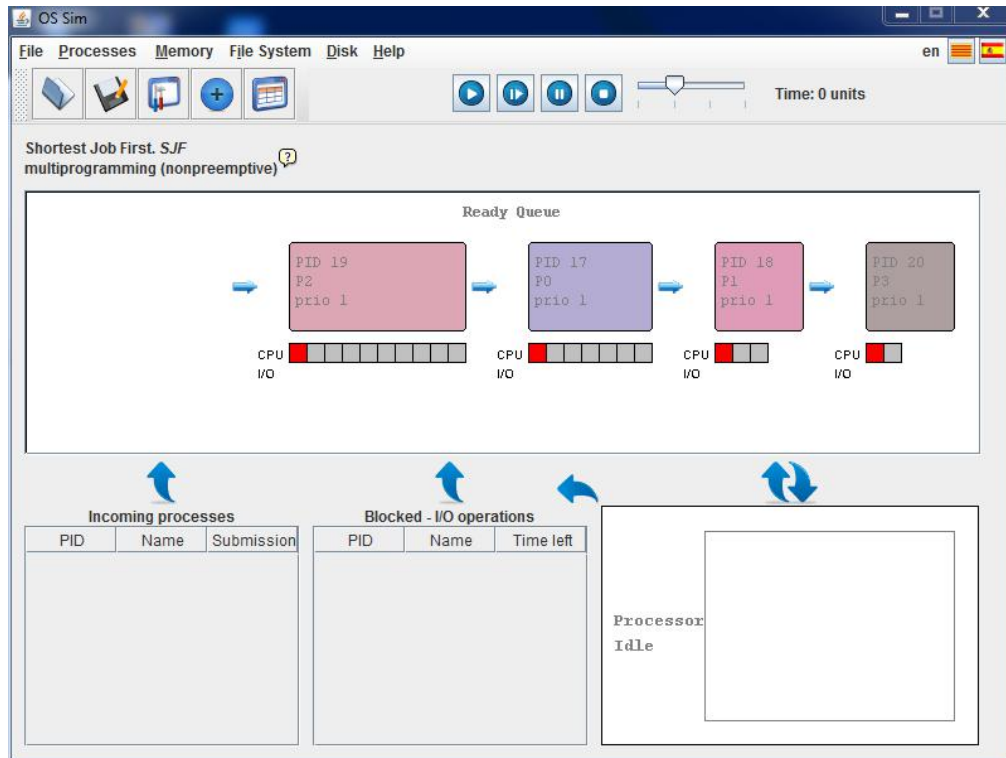 OS Sim
File Processes Memory File System Disk Help
en
Time: 0 units
Shortest Job First. SJF
multiprogramming (nonpreemptive)
?
Ready Queue
PID 19
P2
prio 1
CPU
I/O
PID 17
P0
prio 1
CPU
I/O
PID 18
P1
prio 1
CPU
I/O
PID 20
P3
prio 1
CPU
I/O
Incoming processes
PID Name Submission
Blocked - I/O operations
PID Name Time left
Processor
Idle